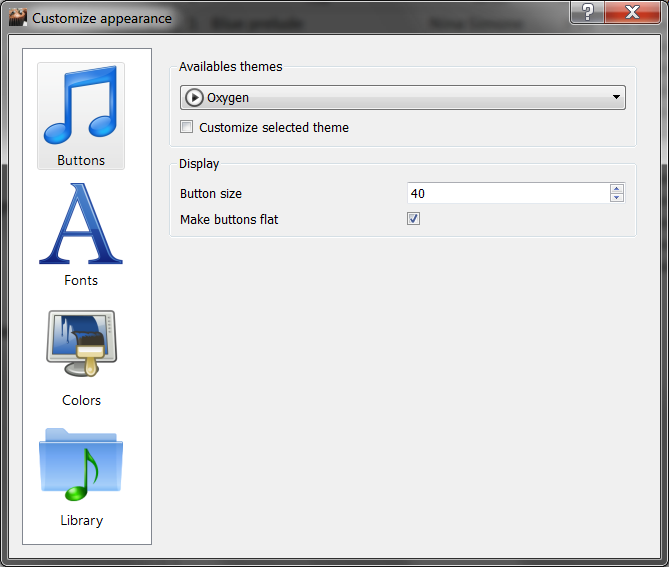 Customize appearance
Buttons
Fonts
Colors
Library
Availables themes
Oxygen
Customize selected theme
Display
Button size 40
Make buttons flat